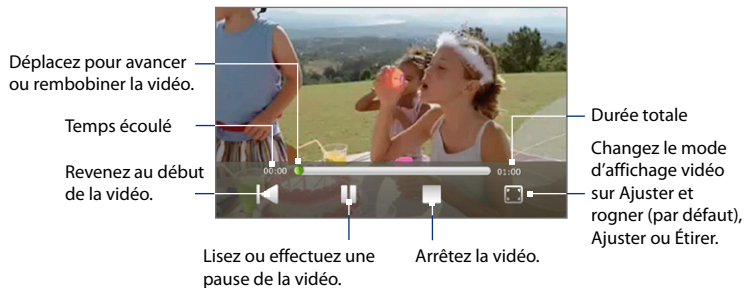 Déplacez pour avancer
ou rembobiner la vidéo.
Temps écoulé
Revenez au début
de la vidéo.
00:00
01:00
Durée totale
Changez le mode
d'affichage vidéo
sur Ajuster et
rogner (par défaut),
Ajuster ou Étirer.
Lisez ou effectuez une
pause de la vidéo.
Arrêtez la vidéo.